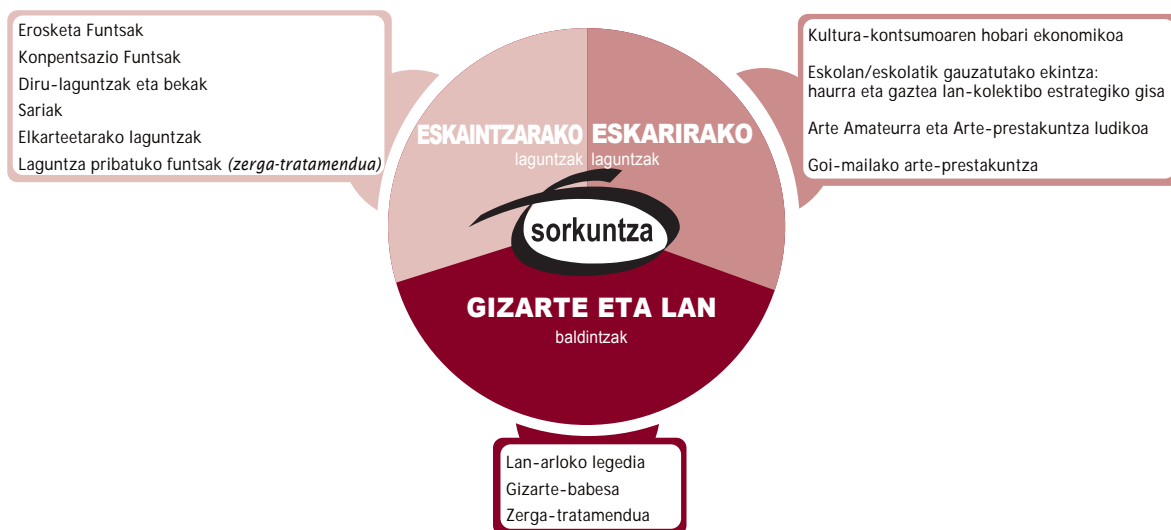 Erosketa Funtsak
Konpentsazio Funtsak
Diru-laguntzak eta bekak
Sariak
Elkarteetarako laguntzak
Laguntza pribatuko funtsak (zerga-tratamendua)
Kultura-kontsumoaren hobari ekonomikoa
Eskolan/eskolatik gauzatutako ekintza:
haurra eta gaztea lan-kolektibo estrategiko gisa
Arte Amateurra eta Arte-prestakuntza ludikoa
Goi-mailako arte-prestakuntza
ESKAINTZARAKO
laguntzak
ESKARIRAKO
laguntzak
sorkuntza
GIZARTE ETA LAN
baldintzak
Lan-arloko legedia
Gizarte-babesa
Zerga-tratamendua